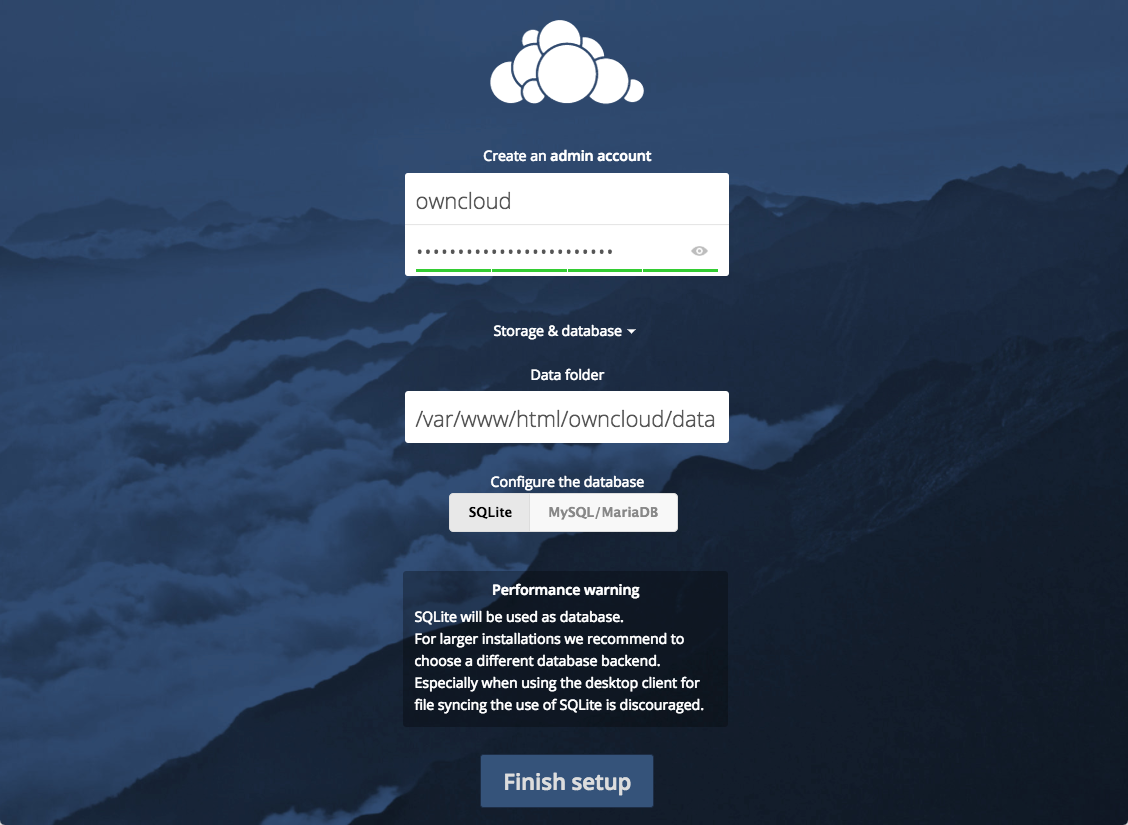 Create an admin account
owncloud
••••••••••••••••••••••••
Storage & database
Data folder
/var/www/html/owncloud/data
Configure the database
SQLite MySQL/MariaDB
Performance warning
SQLite will be used as database.
For larger installations we recommend to
choose a different database backend.
Especially when using the desktop client for
file syncing the use of SQLite is discouraged.
Finish setup